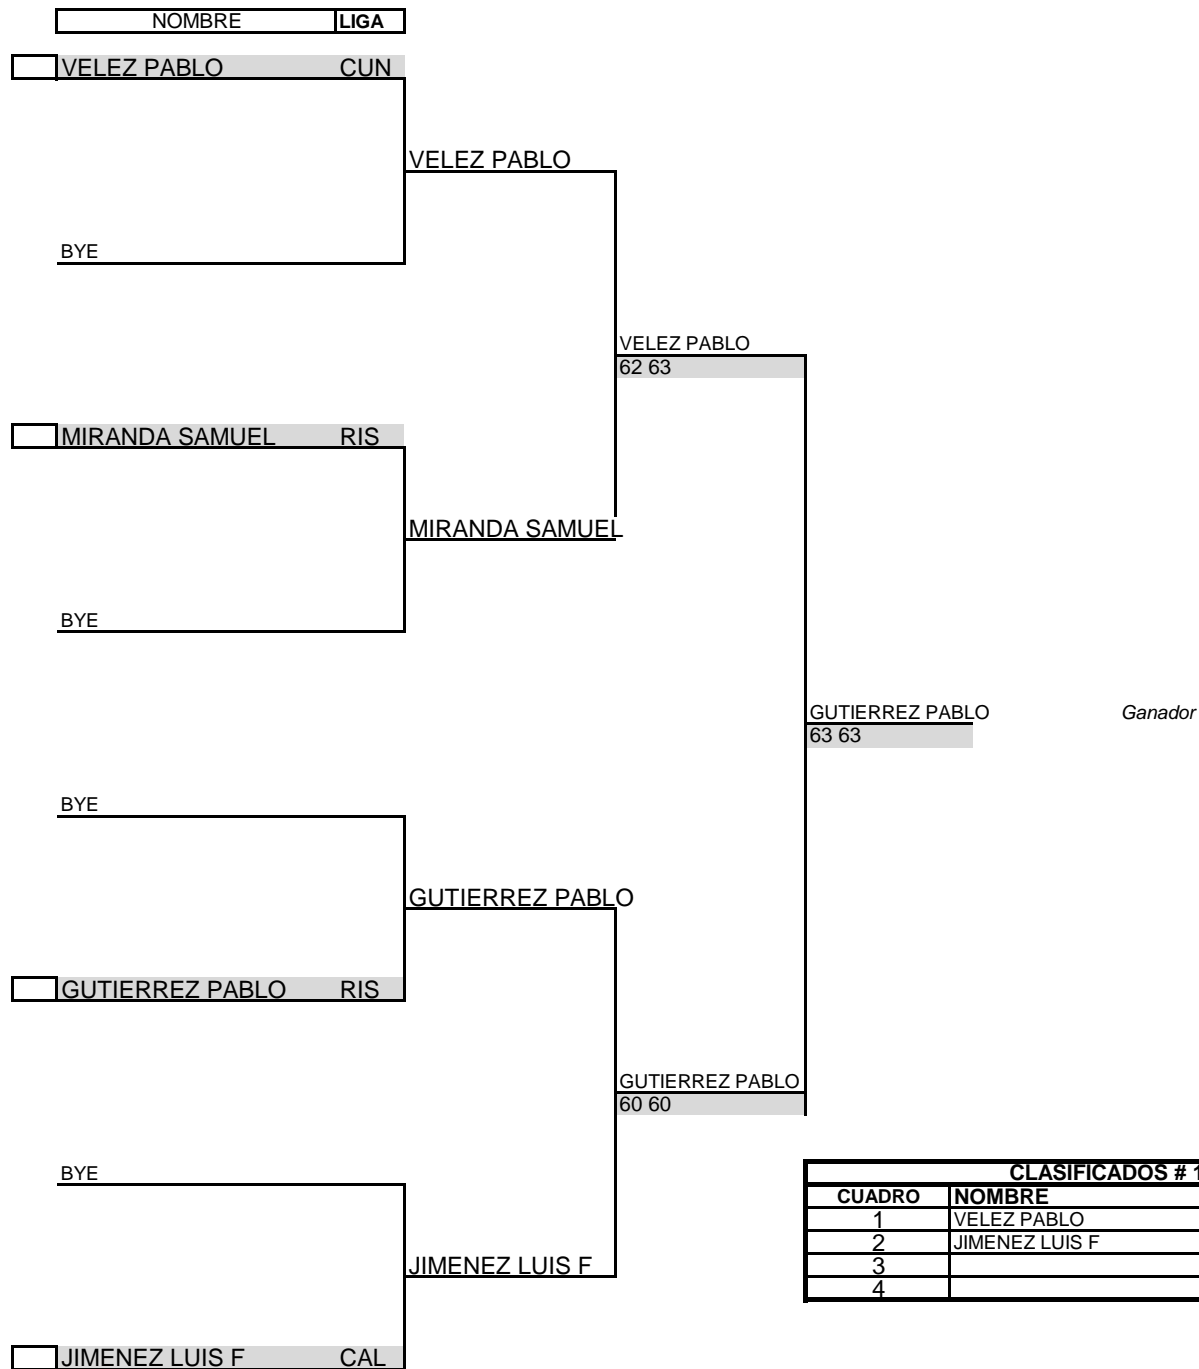 NOMBRE LIGA
VELEZ PABLO CUN
VELEZ PABLO
BYE
VELEZ PABLO
62 63
MIRANDA SAMUEL RIS
MIRANDA SAMUEL
BYE
GUTIERREZ PABLO Ganador
63 63
BYE
GUTIERREZ PABLO
GUTIERREZ PABLO RIS
GUTIERREZ PABLO
60 60
BYE
CLASIFICADOS # 1
CUADRO NOMBRE
1 VELEZ PABLO
2 JIMENEZ LUIS F
3
4
JIMENEZ LUIS F
JIMENEZ LUIS F CAL